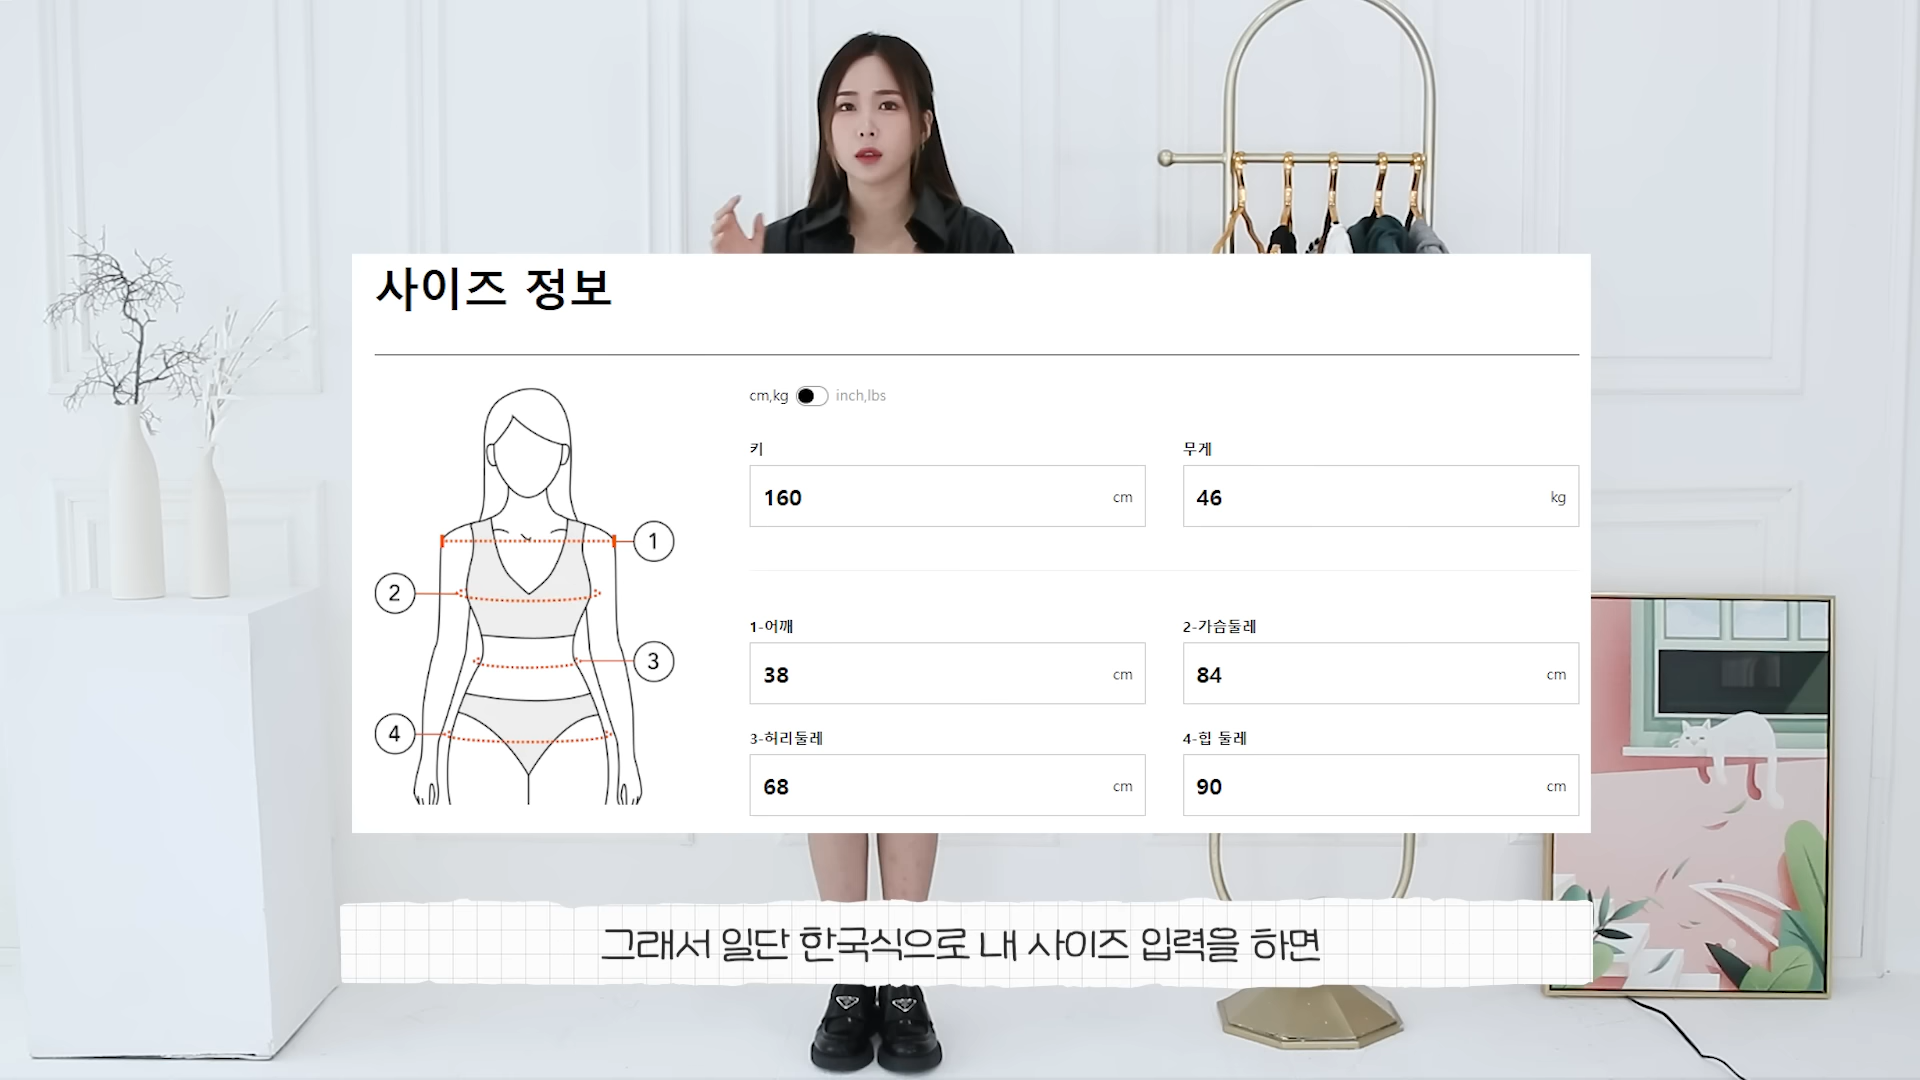 사이즈 정보
cm,kg inch,lbs
키
160 cm
무게
46 kg
1
2
3
4
1-어깨
38 cm
2-가슴둘레
84 cm
3-허리둘레
68 cm
4-힙 둘레
90 cm
그래서 일단 한국식으로 내 사이즈 입력을 하면